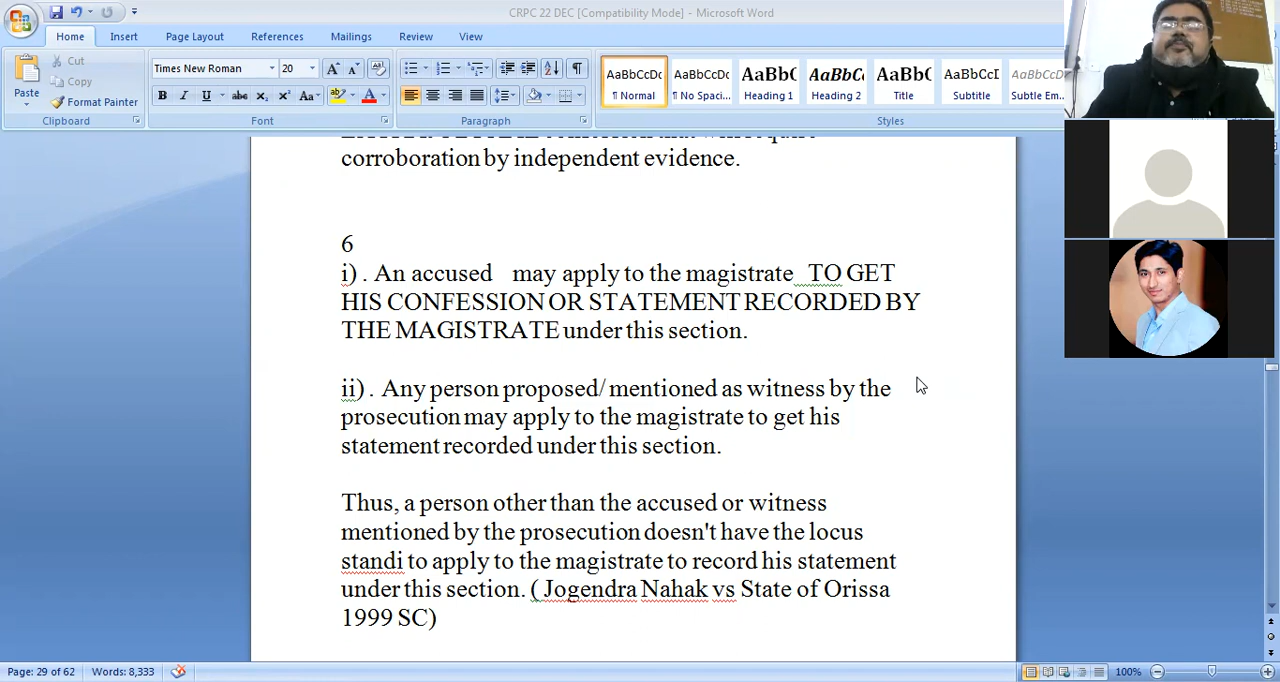 CRPC 22 DEC [Compatibility Mode] - Microsoft Word
Home Insert Page Layout References Mailings Review View
Paste
Cut
Copy
Format Painter
Clipboard
Times New Roman 20
Font
Paragraph
AaBbCcDc AaBbCcDc AaBbC AaBbCc AaBbC AaBbCcI AaBbCcD
¶ Normal ¶ No Spaci... Heading 1 Heading 2 Title Subtitle Subtle Em...
Styles
corroboration by independent evidence.
6
i) . An accused may apply to the magistrate TO GET
HIS CONFESSION OR STATEMENT RECORDED BY
THE MAGISTRATE under this section.
ii) . Any person proposed/ mentioned as witness by the
prosecution may apply to the magistrate to get his
statement recorded under this section.
Thus, a person other than the accused or witness
mentioned by the prosecution doesn't have the locus
standi to apply to the magistrate to record his statement
under this section. ( Jogendra Nahak vs State of Orissa
1999 SC)
Page: 29 of 62 Words: 8,333 100%